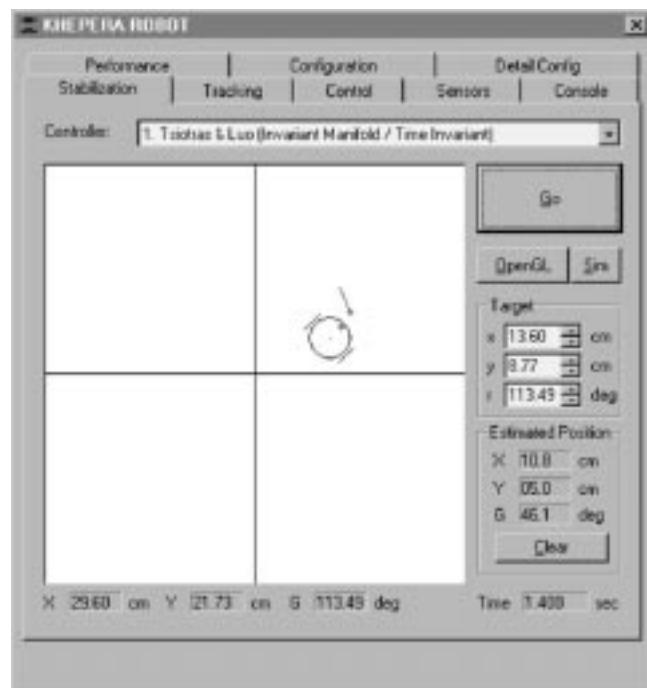 KHEPERA ROBOT
Performance Configuration Detail Config
Stabilization Tracking Control Sensors Console
Controller: 1. Tsiotras & Luo (Invariant Manifold / Time Invariant)
Go
OpenGL Sim
Target
x 13.60 cm
y 8.77 cm
r 113.49 deg
Estimated Position
X 10.8 cm
Y 05.0 cm
G 46.1 deg
Clear
X 29.60 cm Y 21.73 cm G 113.49 deg Time 1.400 sec